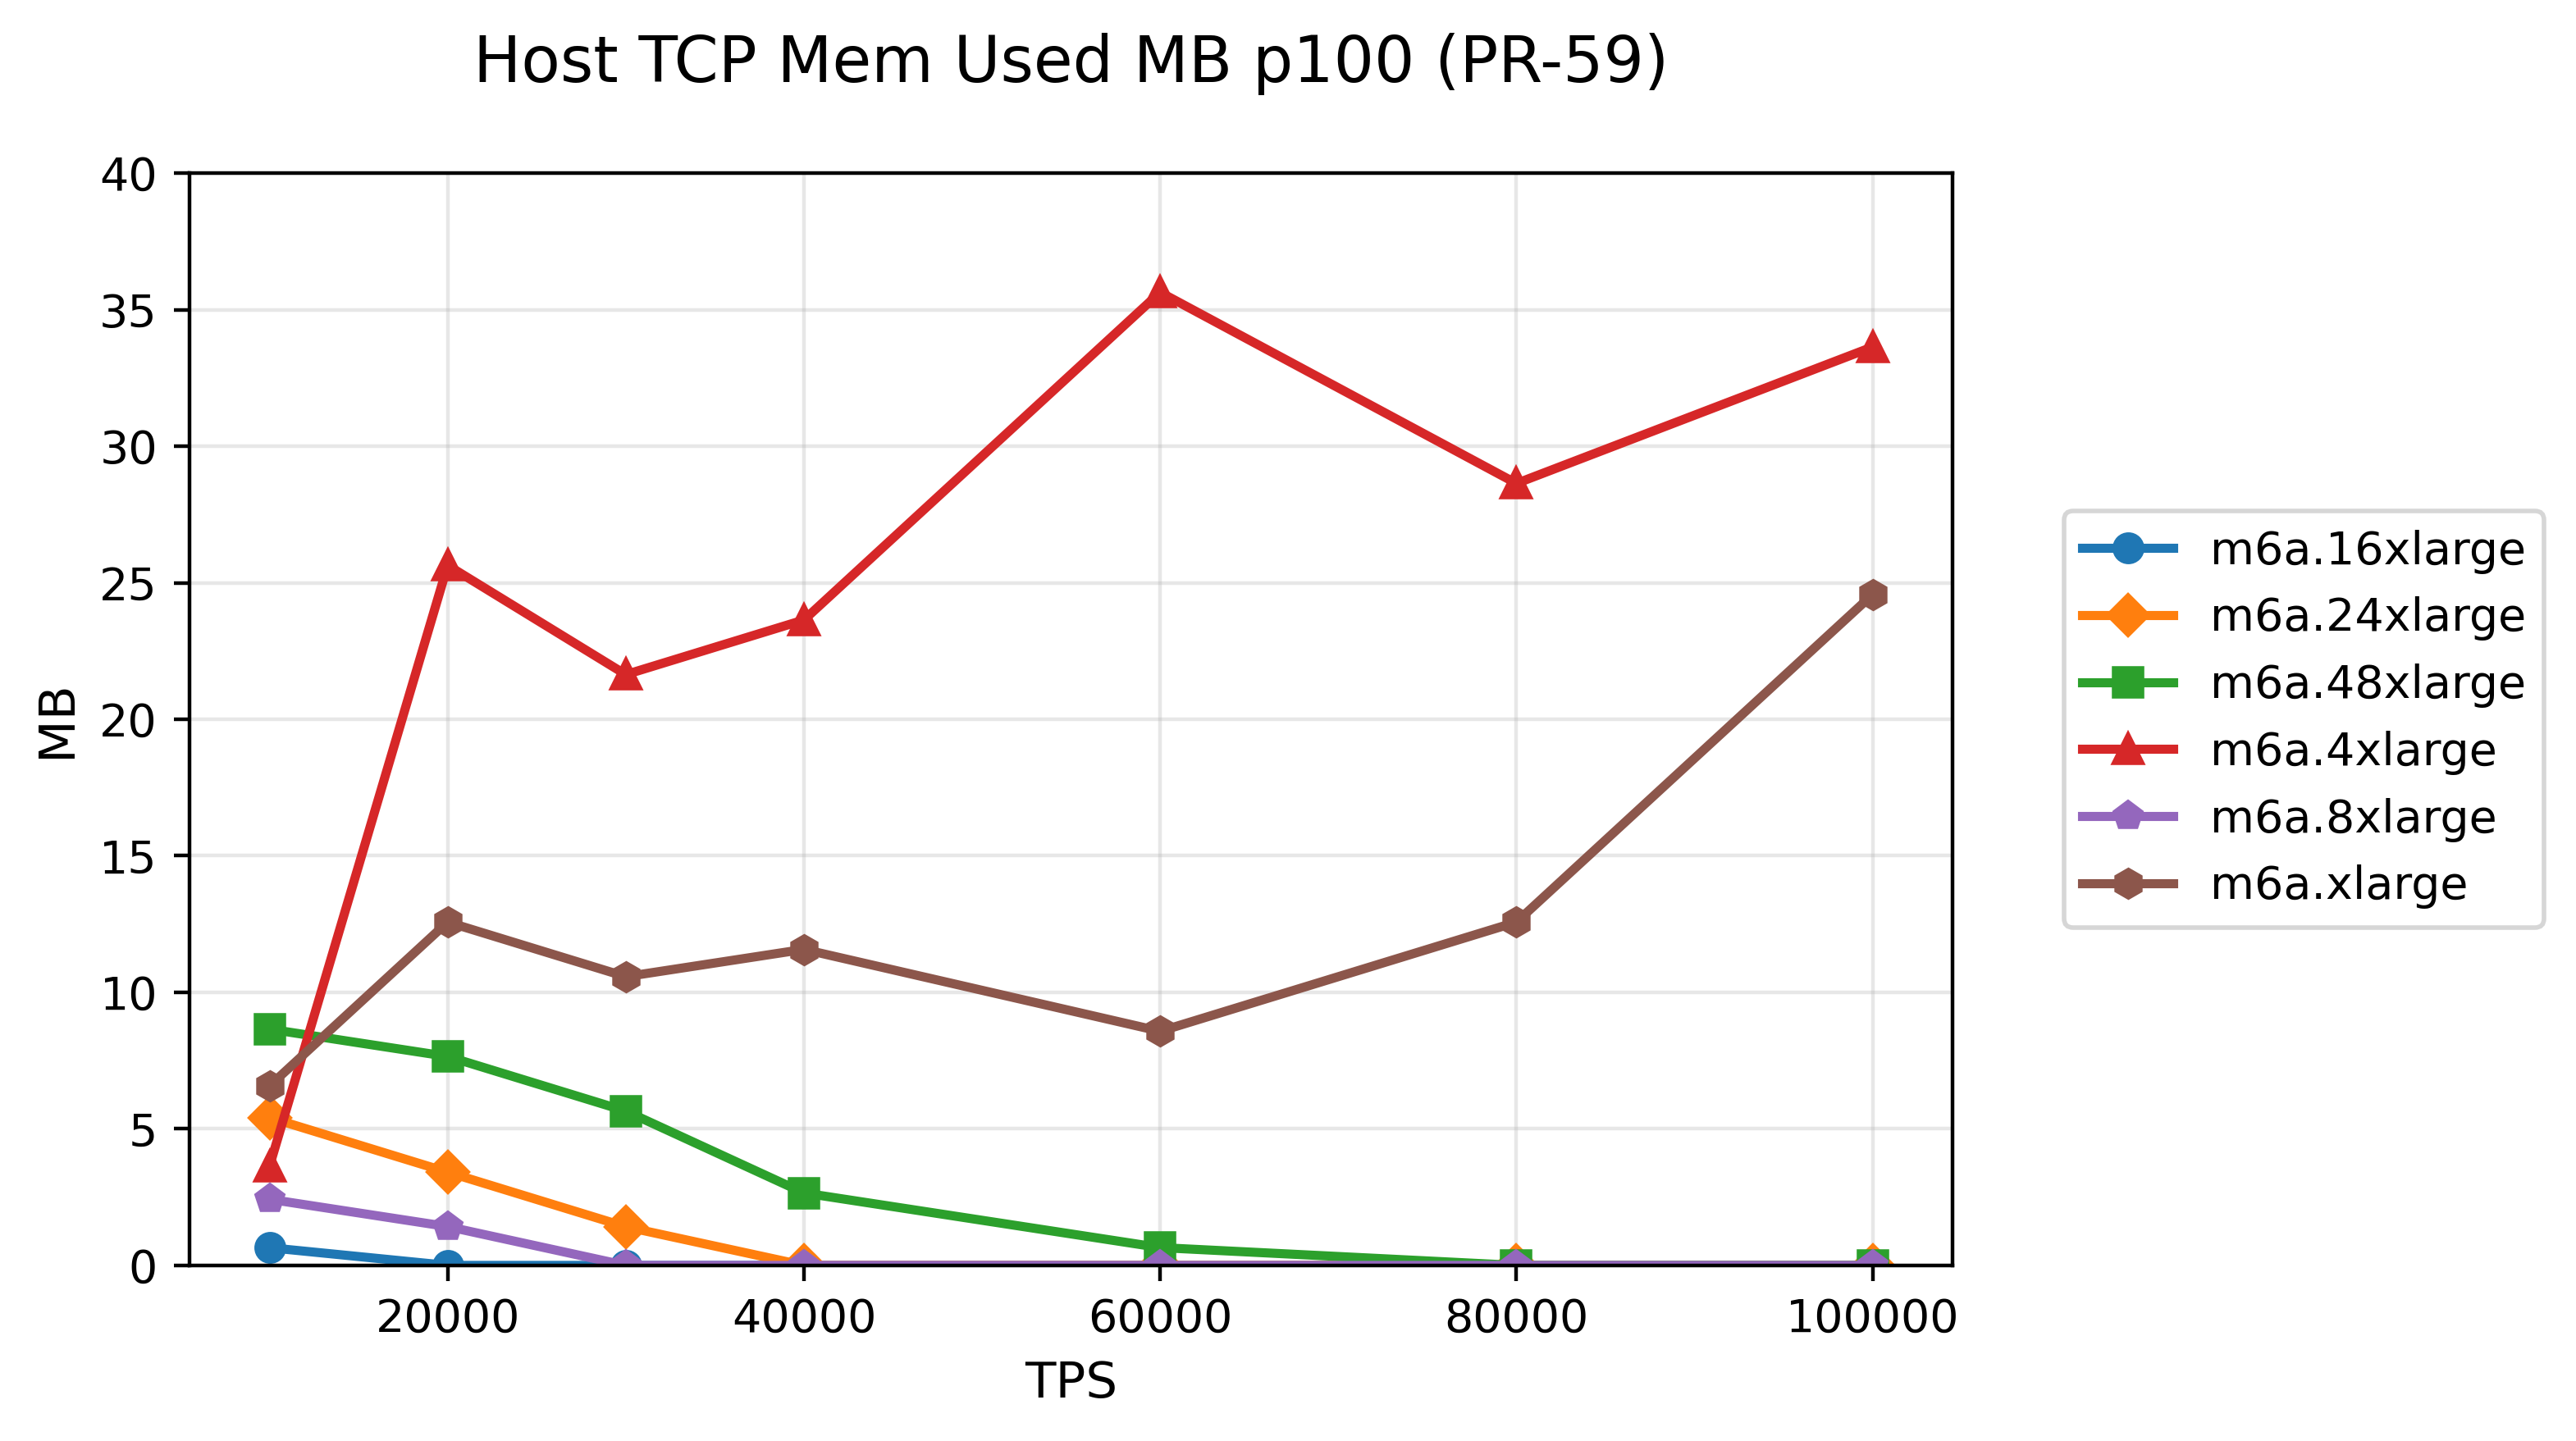 Host TCP Mem Used MB p100 (PR-59)
40
35
30
25
20
15
10
5
0
MB
20000 40000 60000 80000 100000
TPS
m6a.16xlarge
m6a.24xlarge
m6a.48xlarge
m6a.4xlarge
m6a.8xlarge
m6a.xlarge